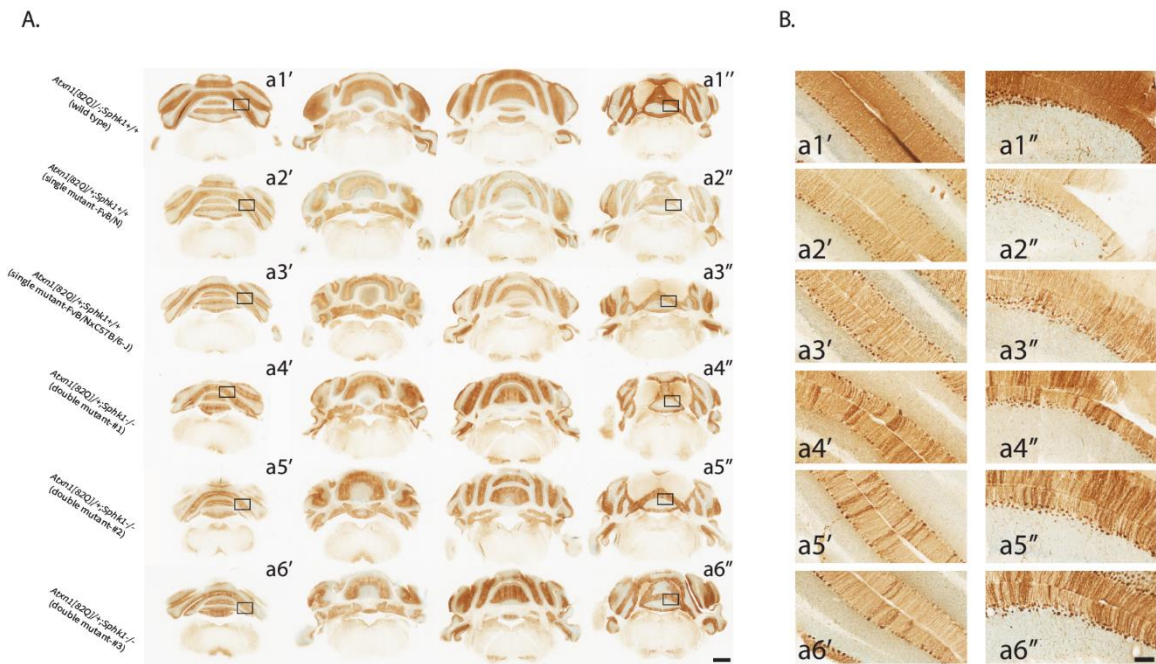 A.
B.
Atxn1[82Q]/-;Sphk1+/+
(wild type)
a1' a1"
Atxn1[82Q]/+;Sphk1+/+
(single mutant-FvB/N)
a2' a2"
Atxn1[82Q]/+;Sphk1+/+
(single mutant-FvB/NxC57B/6-J)
a3' a3"
Atxn1[82Q]/+;Sphk1-/-
(double mutant-#1)
a4' a4"
Atxn1[82Q]/+;Sphk1-/-
(double mutant-#2)
a5' a5"
Atxn1[82Q]/+;Sphk1-/-
(double mutant-#3)
a6' a6"
a1' a1"
a2' a2"
a3' a3"
a4' a4"
a5' a5"
a6' a6"